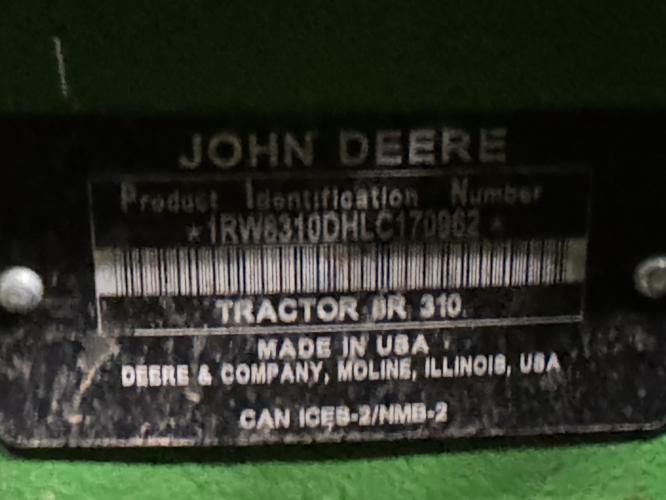 JOHN DEERE
Product Identification Number
*1RW8310DHLC170962*
TRACTOR 8R 310
MADE IN USA
DEERE & COMPANY, MOLINE, ILLINOIS, USA
CAN ICES-2/NMB-2